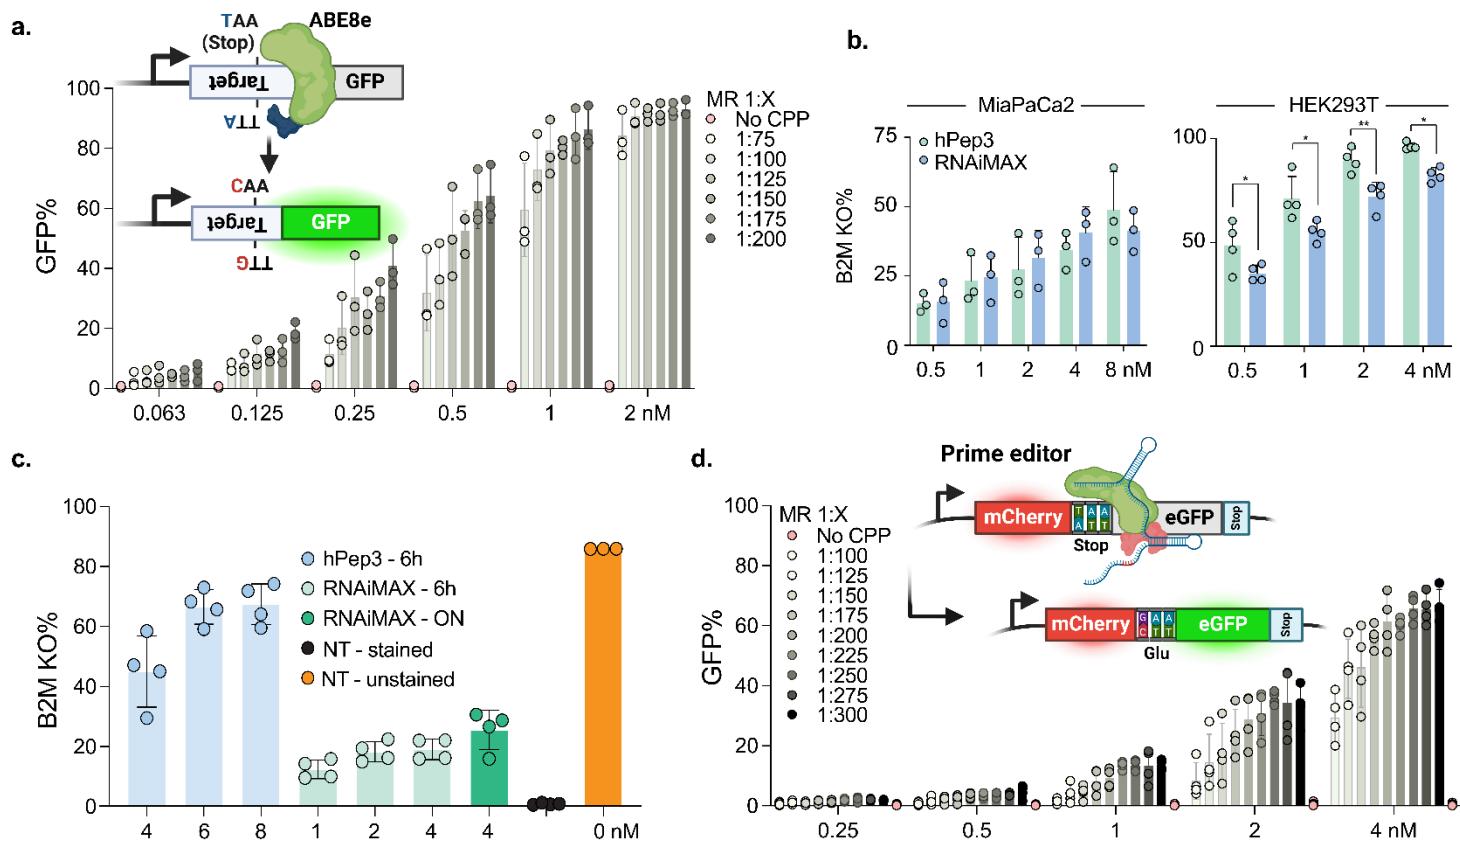 a.
TAA
(Stop)
ABE8e
Target
GFP
ATT
CAA
Target
GFP
GTT
GFP%
100
80
60
40
20
0
0.063
0.125
0.25
0.5
1
2 nM
MR 1:X
No CPP
1:75
1:100
1:125
1:150
1:175
1:200
b.
MiaPaCa2
hPep3
RNAiMAX
B2M KO%
75
50
25
0
0.5
1
2
4
8 nM
HEK293T
100
50
0
*
*
**
*
0.5
1
2
4 nM
c.
B2M KO%
100
80
60
40
20
0
hPep3 - 6h
RNAiMAX - 6h
RNAiMAX - ON
NT - stained
NT - unstained
4
6
8
1
2
4
4
0 nM
d.
Prime editor
mCherry
T A A
A T T
Stop
eGFP
Stop
mCherry
G A A
C T T
Glu
eGFP
Stop
GFP%
100
80
60
40
20
0
MR 1:X
No CPP
1:100
1:125
1:150
1:175
1:200
1:225
1:250
1:275
1:300
0.25
0.5
1
2
4 nM